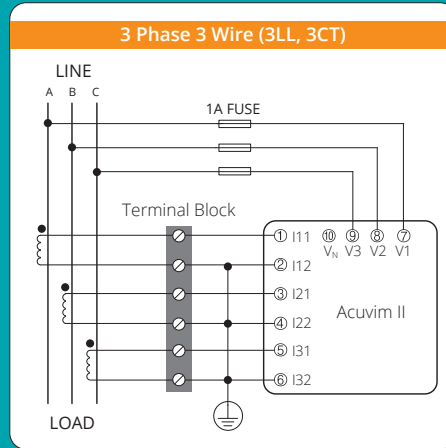 3 Phase 3 Wire (3LL, 3CT)
LINE
A B C
1A FUSE
Terminal Block
① I11 ⑩ ⑨ ⑧ ⑦
V_N V3 V2 V1
② I12
③ I21
Acuvim II
④ I22
⑤ I31
⑥ I32
LOAD